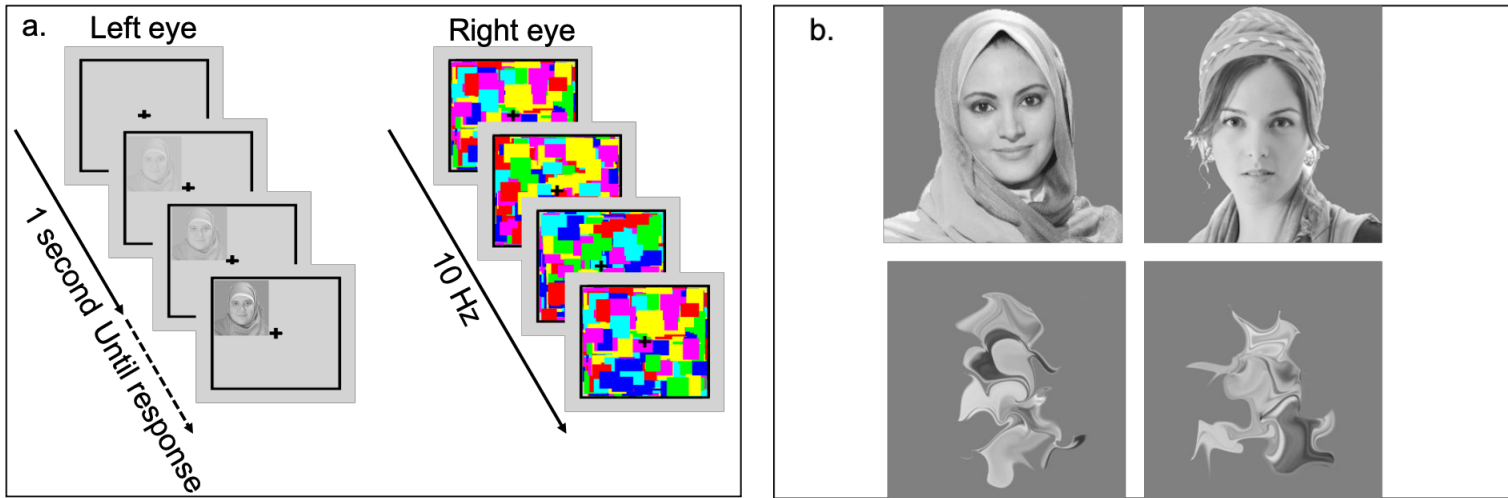 a.
Left eye
Right eye
1 second
Until response
10 Hz
b.